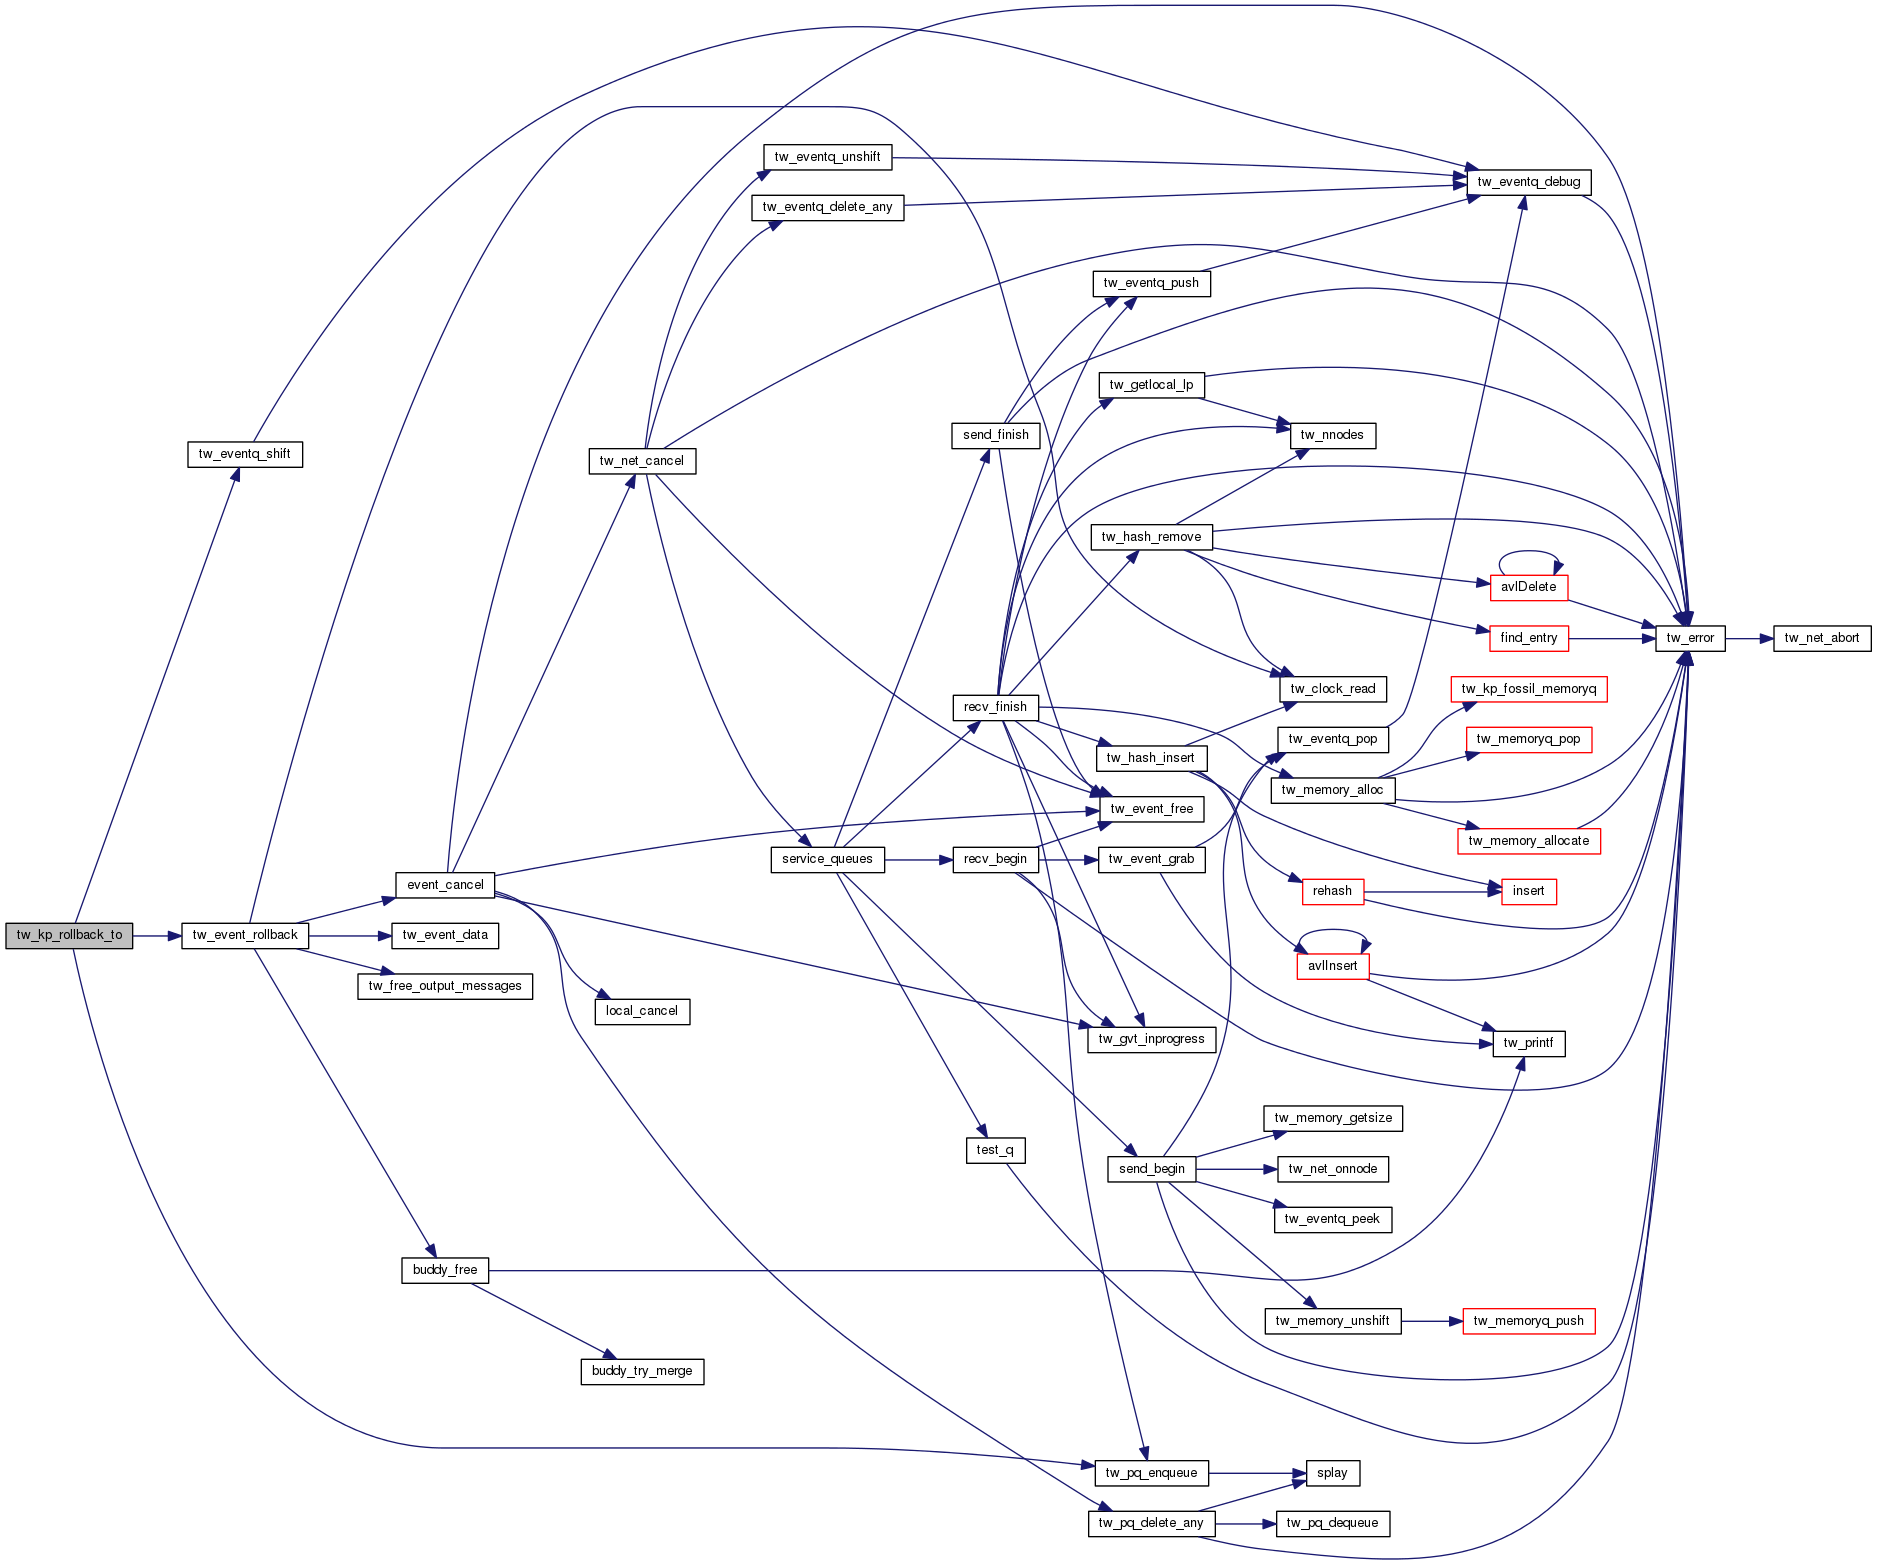 tw_kp_rollback_to
tw_eventq_shift
tw_event_rollback
event_cancel
tw_event_data
tw_free_output_messages
buddy_free
tw_net_cancel
local_cancel
buddy_try_merge
tw_eventq_unshift
tw_eventq_delete_any
service_queues
send_finish
recv_finish
recv_begin
test_q
tw_eventq_push
tw_getlocal_lp
tw_hash_remove
tw_hash_insert
tw_event_free
tw_event_grab
tw_gvt_inprogress
send_begin
tw_pq_enqueue
tw_pq_delete_any
tw_nnodes
tw_clock_read
tw_eventq_pop
tw_memory_alloc
rehash
avlInsert
tw_memory_getsize
tw_net_onnode
tw_eventq_peek
tw_memory_unshift
splay
tw_pq_dequeue
tw_eventq_debug
avlDelete
find_entry
tw_kp_fossil_memoryq
tw_memoryq_pop
tw_memory_allocate
insert
tw_printf
tw_memoryq_push
tw_error
tw_net_abort